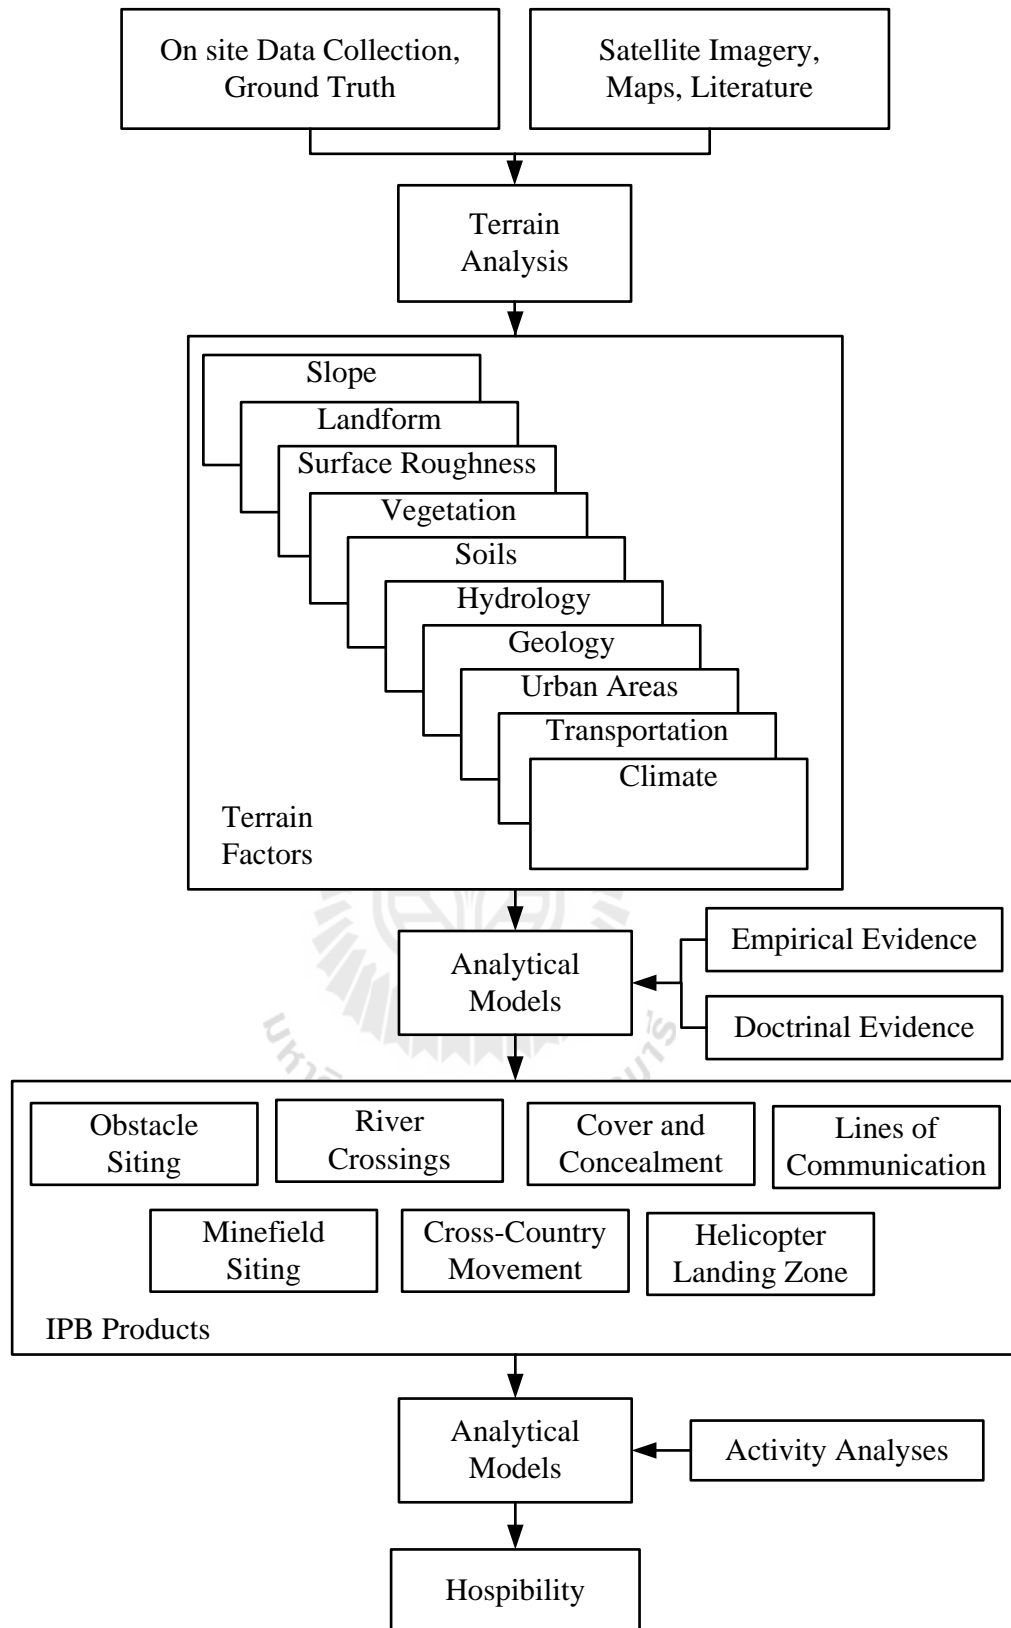 On site Data Collection,
Ground Truth
Satellite Imagery,
Maps, Literature
Terrain
Analysis
Slope
Landform
Surface Roughness
Vegetation
Soils
Hydrology
Geology
Urban Areas
Transportation
Climate
Terrain
Factors
Analytical
Models
Empirical Evidence
Doctrinal Evidence
Obstacle
Siting
River
Crossings
Cover and
Concealment
Lines of
Communication
Minefield
Siting
Cross-Country
Movement
Helicopter
Landing Zone
IPB Products
Analytical
Models
Activity Analyses
Hospibility